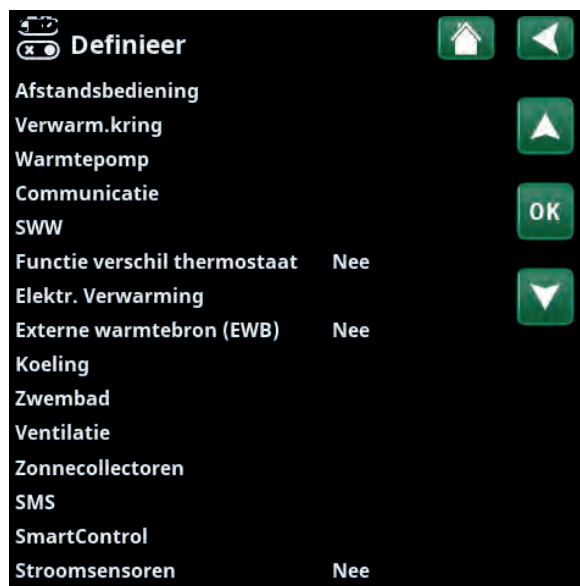 Definieer
Afstandsbediening
Verwarm.kring
Warmtepomp
Communicatie
OK
SWW
Functie verschil thermostaat Nee
Elektr. Verwarming
Externe warmtebron (EWB) Nee
Koeling
Zwembad
Ventilatie
Zonnecollectoren
SMS
SmartControl
Stroomsensoren Nee